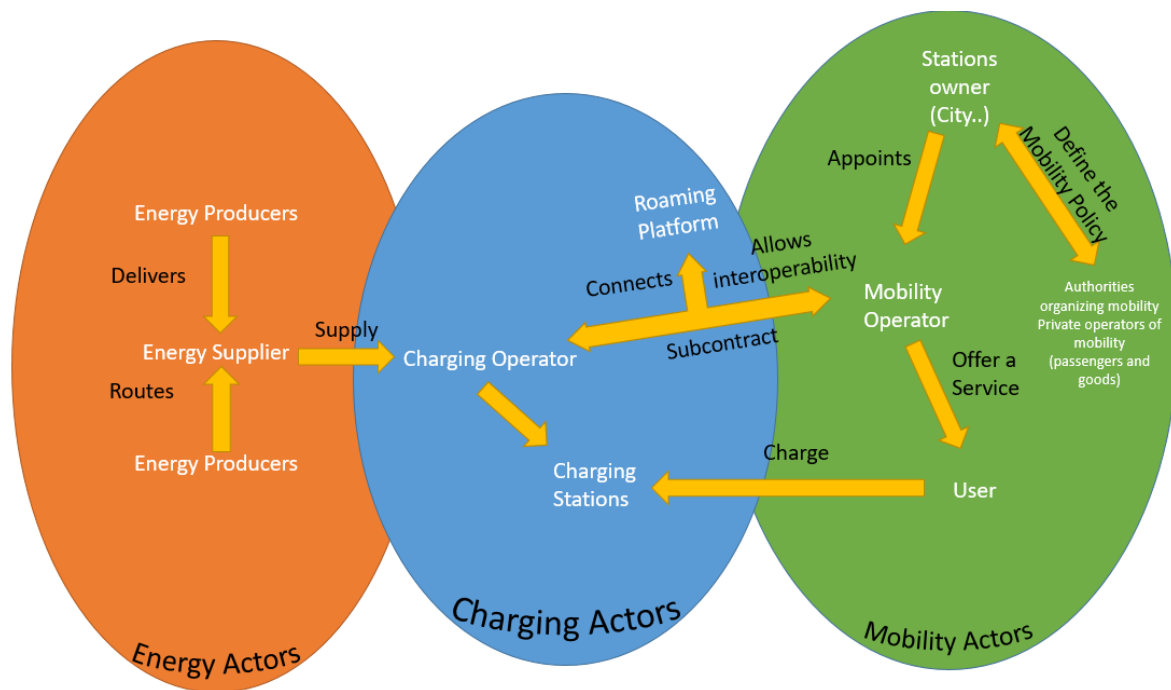 Energy Producers
Delivers
Energy Supplier
Routes
Energy Producers
Energy Actors
Supply
Roaming
Platform
Connects
Allows
interoperability
Subcontract
Charging Operator
Charging
Stations
Charge
Charging Actors
Stations
owner
(City..)
Appoints
Define the
Mobility Policy
Mobility
Operator
Authorities
organizing mobility
Private operators of
mobility
(passengers and
goods)
Offer a
Service
User
Mobility Actors